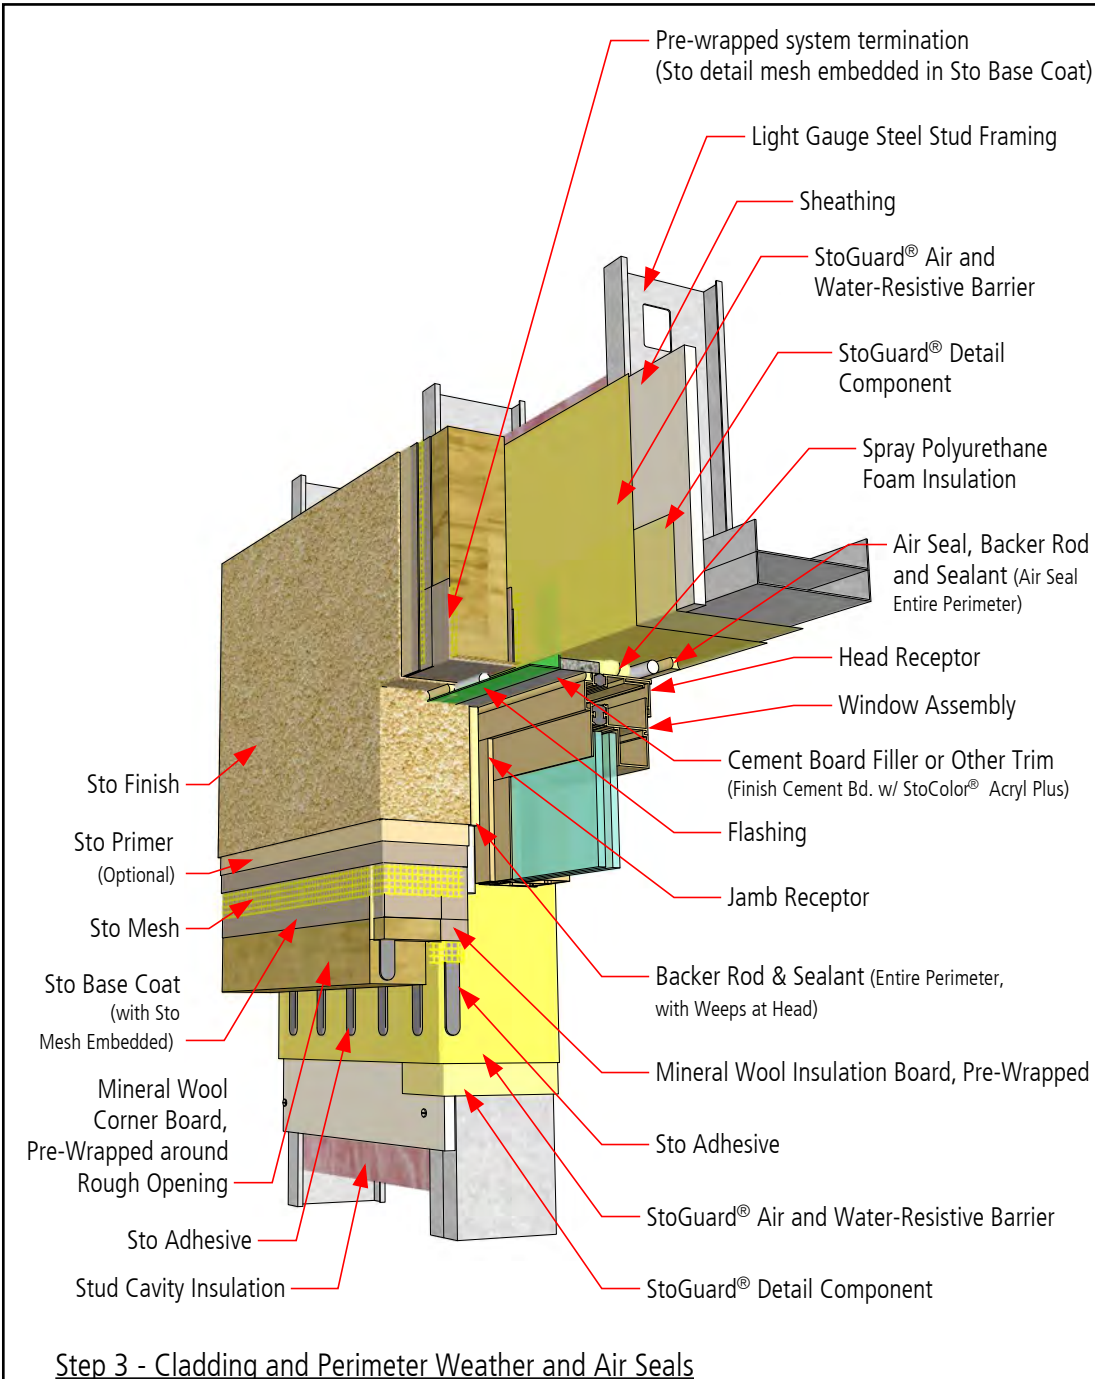 Pre-wrapped system termination
(Sto detail mesh embedded in Sto Base Coat)
Light Gauge Steel Stud Framing
Sheathing
StoGuard® Air and
Water-Resistive Barrier
StoGuard® Detail
Component
Spray Polyurethane
Foam Insulation
Air Seal, Backer Rod
and Sealant (Air Seal
Entire Perimeter)
Head Receptor
Window Assembly
Cement Board Filler or Other Trim
(Finish Cement Bd. w/ StoColor® Acryl Plus)
Flashing
Jamb Receptor
Backer Rod & Sealant (Entire Perimeter,
with Weeps at Head)
Mineral Wool Insulation Board, Pre-Wrapped
Sto Adhesive
StoGuard® Air and Water-Resistive Barrier
StoGuard® Detail Component
Sto Finish
Sto Primer
(Optional)
Sto Mesh
Sto Base Coat
(with Sto
Mesh Embedded)
Mineral Wool
Corner Board,
Pre-Wrapped around
Rough Opening
Sto Adhesive
Stud Cavity Insulation
Step 3 - Cladding and Perimeter Weather and Air Seals